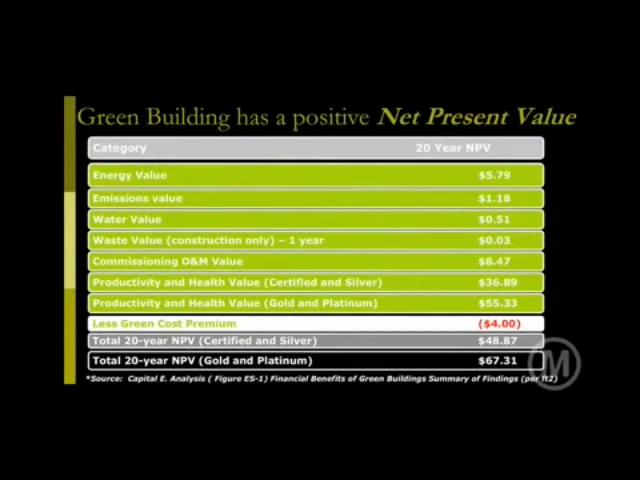 Green Building has a positive Net Present Value
Category 20 Year NPV
Energy Value $5.79
Emissions value $1.18
Water Value $0.51
Waste Value (construction only) – 1 year $0.03
Commissioning O&M Value $8.47
Productivity and Health Value (Certified and Silver) $36.89
Productivity and Health Value (Gold and Platinum) $55.33
Less Green Cost Premium ($4.00)
Total 20-year NPV (Certified and Silver) $48.87
Total 20-year NPV (Gold and Platinum) $67.31
M
*Source: Capital E. Analysis ( Figure ES-1) Financial Benefits of Green Buildings Summary of Findings (per ft2)